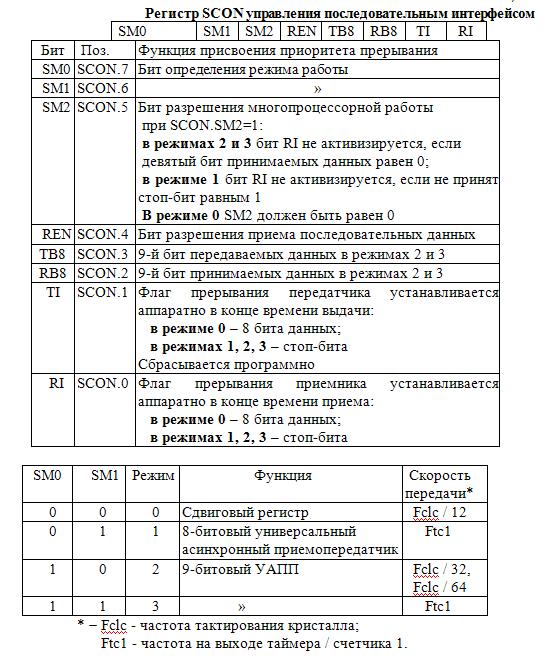 Регистр SCON управления последовательным интерфейсом
SM0 SM1 SM2 REN TB8 RB8 TI RI
Бит Поз. Функция присвоения приоритета прерывания
SM0 SCON.7 Бит определения режима работы
SM1 SCON.6 »
SM2 SCON.5 Бит разрешения многопроцессорной работы
при SCON.SM2=1:
в режимах 2 и 3 бит RI не активизируется, если
девятый бит принимаемых данных равен 0;
в режиме 1 бит RI не активизируется, если не принят
стоп-бит равным 1
В режиме 0 SM2 должен быть равен 0
REN SCON.4 Бит разрешения приема последовательных данных
TB8 SCON.3 9-й бит передаваемых данных в режимах 2 и 3
RB8 SCON.2 9-й бит принимаемых данных в режимах 2 и 3
TI SCON.1 Флаг прерывания передатчика устанавливается
аппаратно в конце времени выдачи:
в режиме 0 – 8 бита данных;
в режимах 1, 2, 3 – стоп-бита
Сбрасывается программно
RI SCON.0 Флаг прерывания приемника устанавливается
аппаратно в конце времени приема:
в режиме 0 – 8 бита данных;
в режимах 1, 2, 3 – стоп-бита
SM0 SM1 Режим Функция Скорость
передачи*
0 0 0 Сдвиговый регистр Fclc / 12
0 1 1 8-битовый универсальный Ftc1
асинхронный приемопередатчик
1 0 2 9-битовый УАПП Fclc / 32,
Fclc / 64
1 1 3 » Ftc1
* – Fclc - частота тактирования кристалла;
Ftc1 - частота на выходе таймера / счетчика 1.